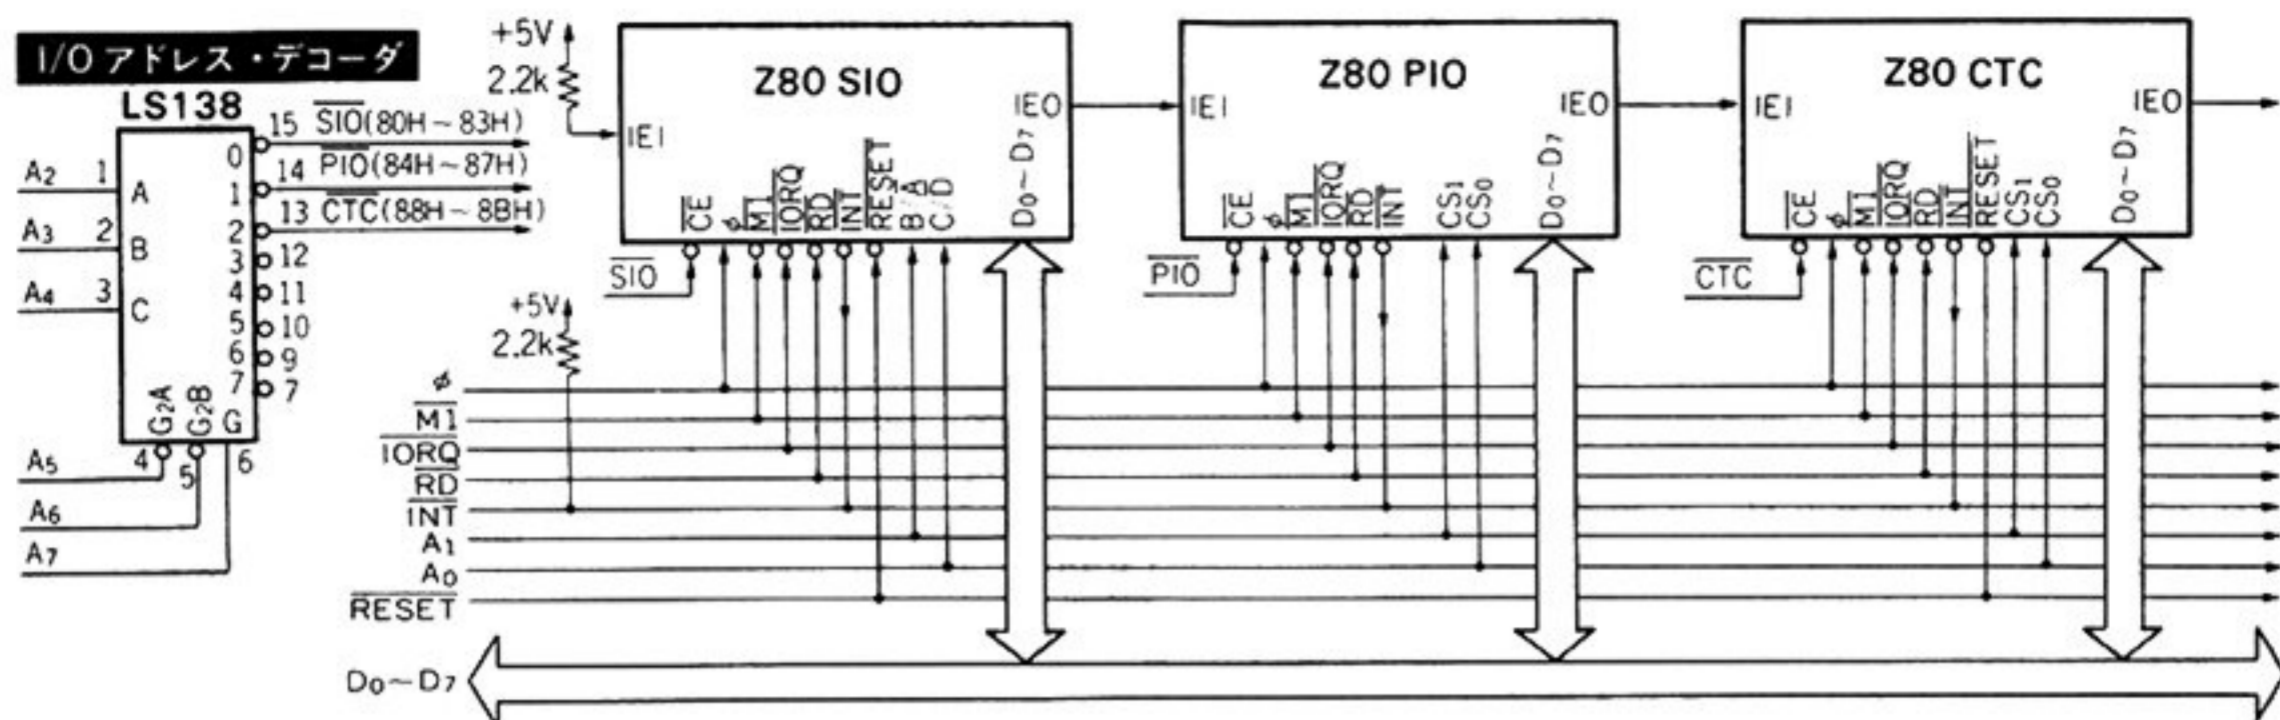 I/O アドレス・デコーダ
LS138
A2 1 A
A3 2 B
A4 3 C
0 15 SIO(80H~83H)
1 14 PIO(84H~87H)
2 13 CTC(88H~8BH)
3 12
4 11
5 10
6 9
7 7
G2A G2B G
4 5 6
A5
A6
A7
+5V
2.2k
Z80 SIO
IEI
IEO
CE φ M1 IORQ RD INT RESET B/A C/D D0~D7
SIO
Z80 PIO
IEI
IEO
CE φ M1 IORQ RD INT CS1 CS0 D0~D7
PIO
Z80 CTC
IEI
IEO
CE φ M1 IORQ RD INT RESET CS1 CS0 D0~D7
CTC
+5V
2.2k
φ
M1
IORQ
RD
INT
A1
A0
RESET
D0~D7